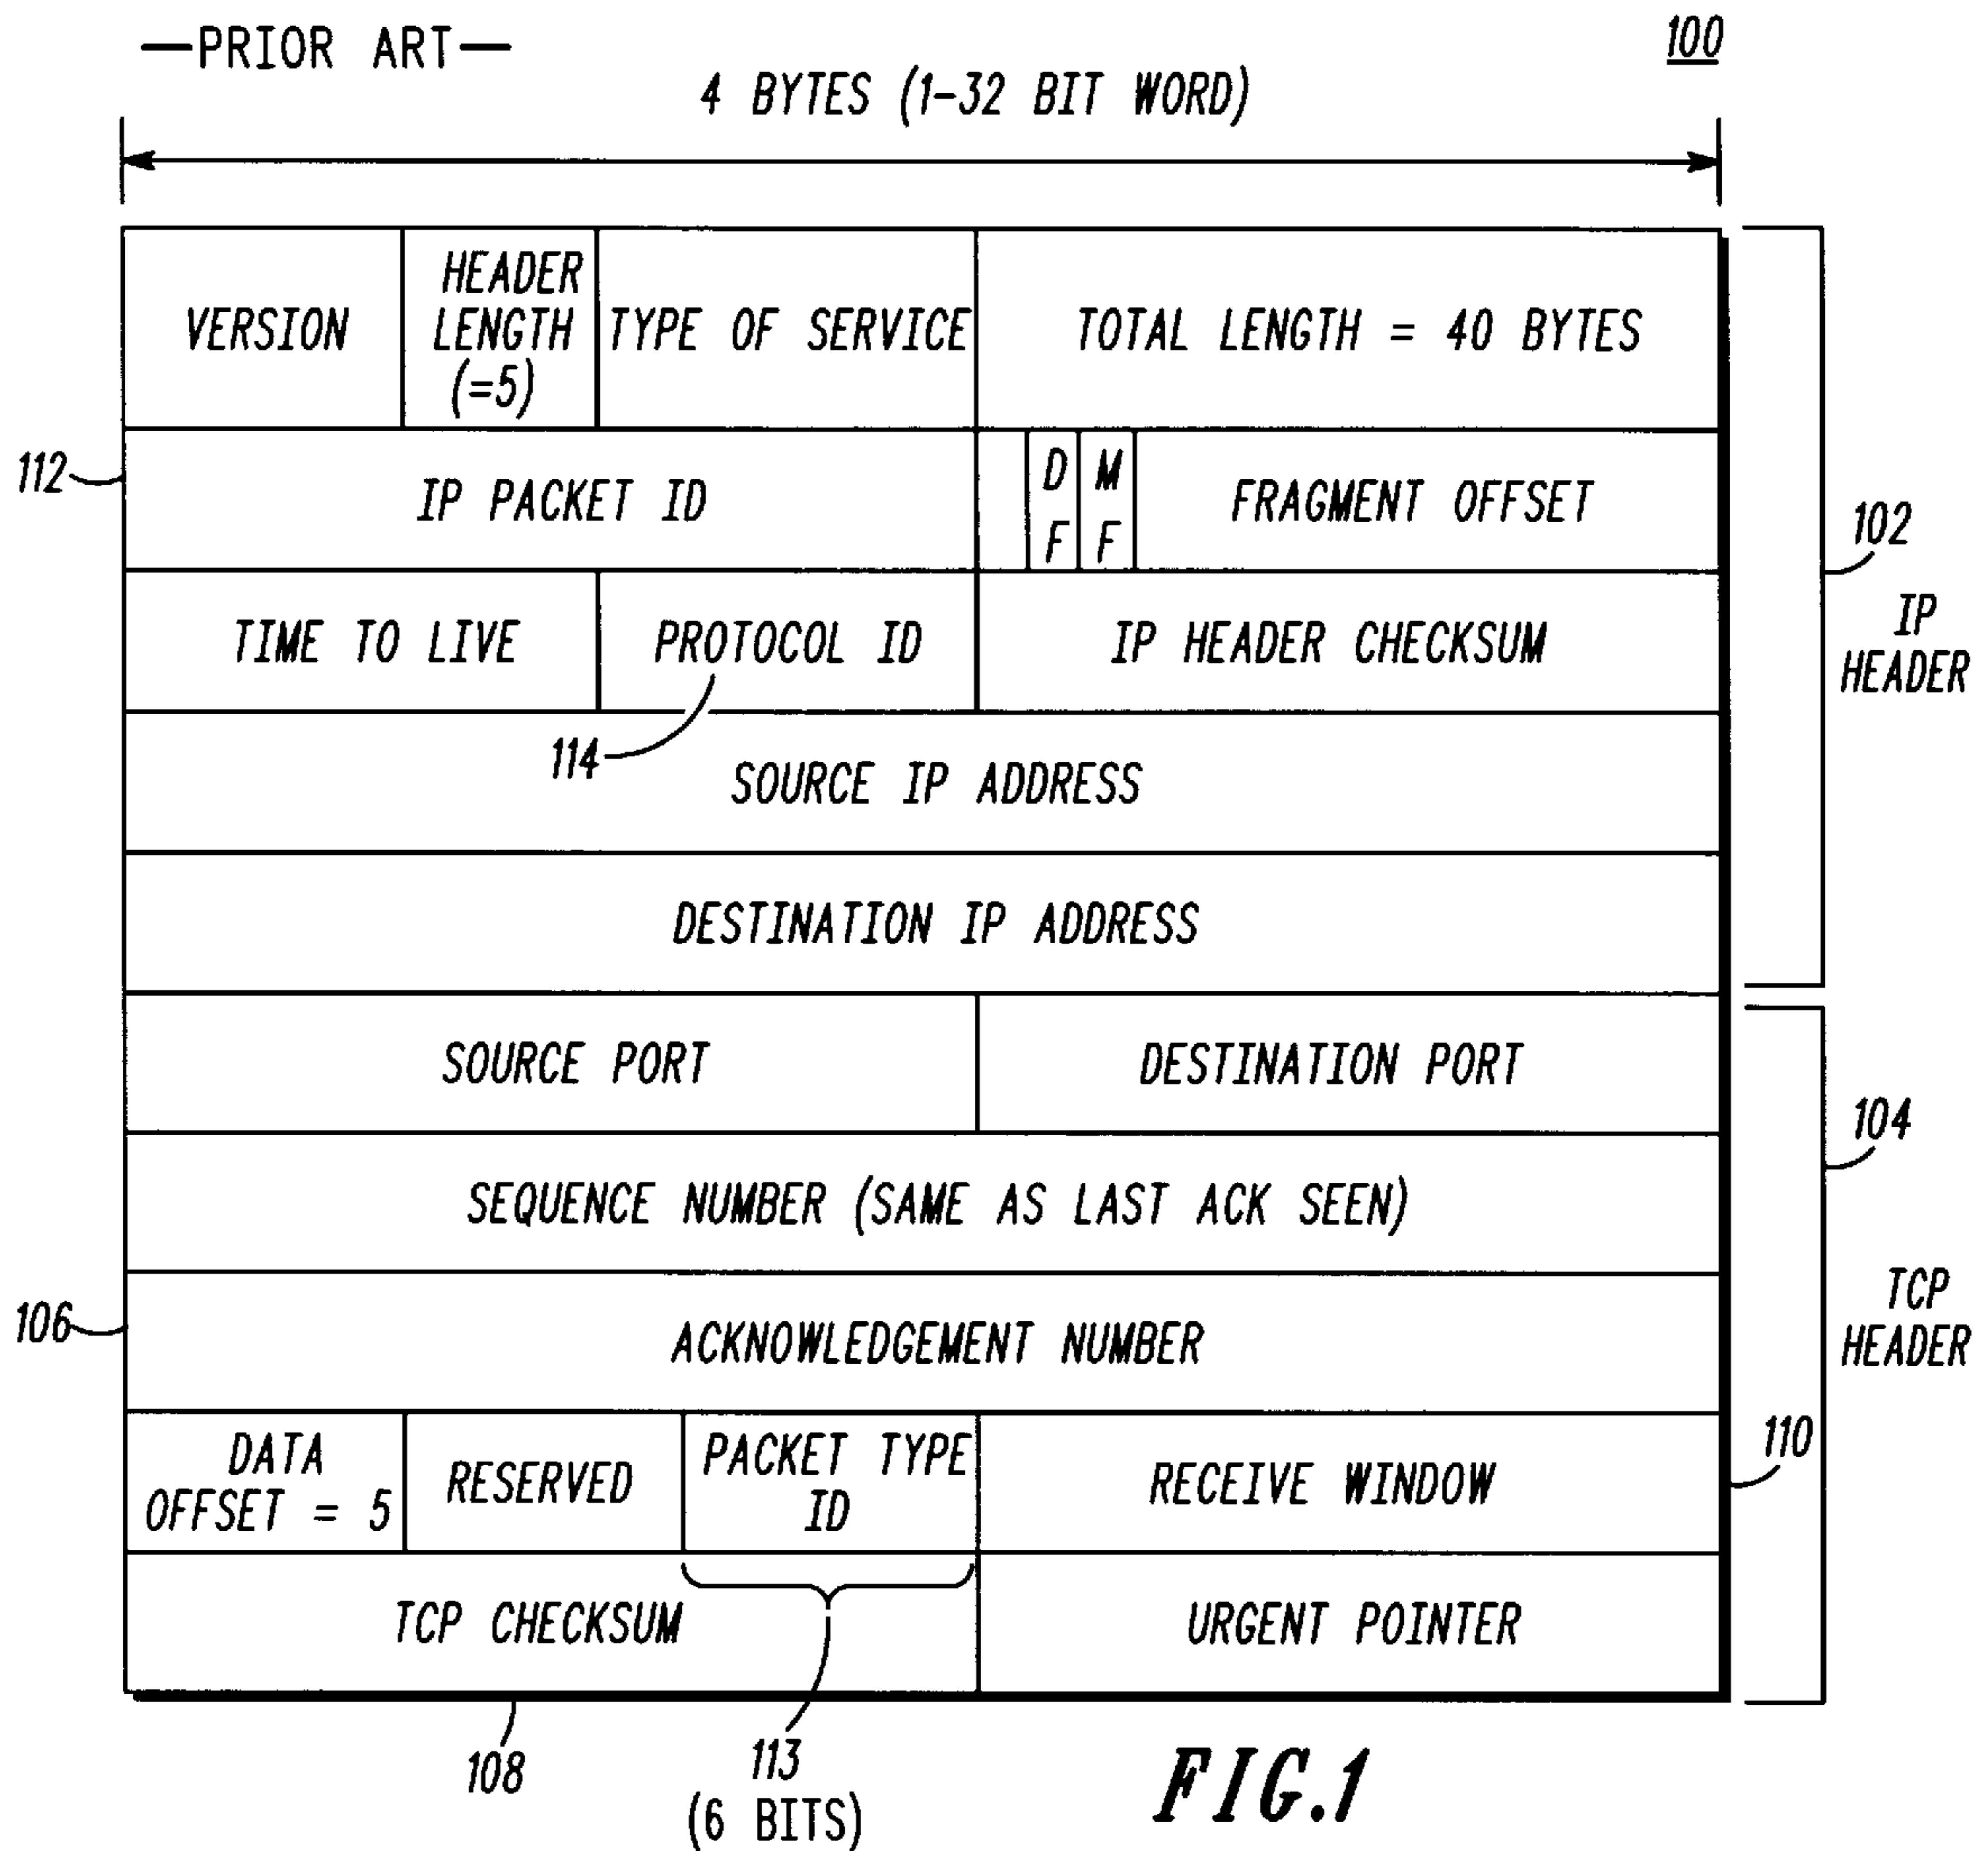 —PRIOR ART—
100
4 BYTES (1-32 BIT WORD)
VERSION
HEADER
LENGTH
(=5)
TYPE OF SERVICE
TOTAL LENGTH = 40 BYTES
112
IP PACKET ID
D
F
M
F
FRAGMENT OFFSET
102
IP
HEADER
TIME TO LIVE
PROTOCOL ID
IP HEADER CHECKSUM
114
SOURCE IP ADDRESS
DESTINATION IP ADDRESS
SOURCE PORT
DESTINATION PORT
104
SEQUENCE NUMBER (SAME AS LAST ACK SEEN)
TCP
HEADER
106
ACKNOWLEDGEMENT NUMBER
DATA
OFFSET = 5
RESERVED
PACKET TYPE
ID
RECEIVE WINDOW
110
TCP CHECKSUM
URGENT POINTER
108
113
(6 BITS)
FIG.1